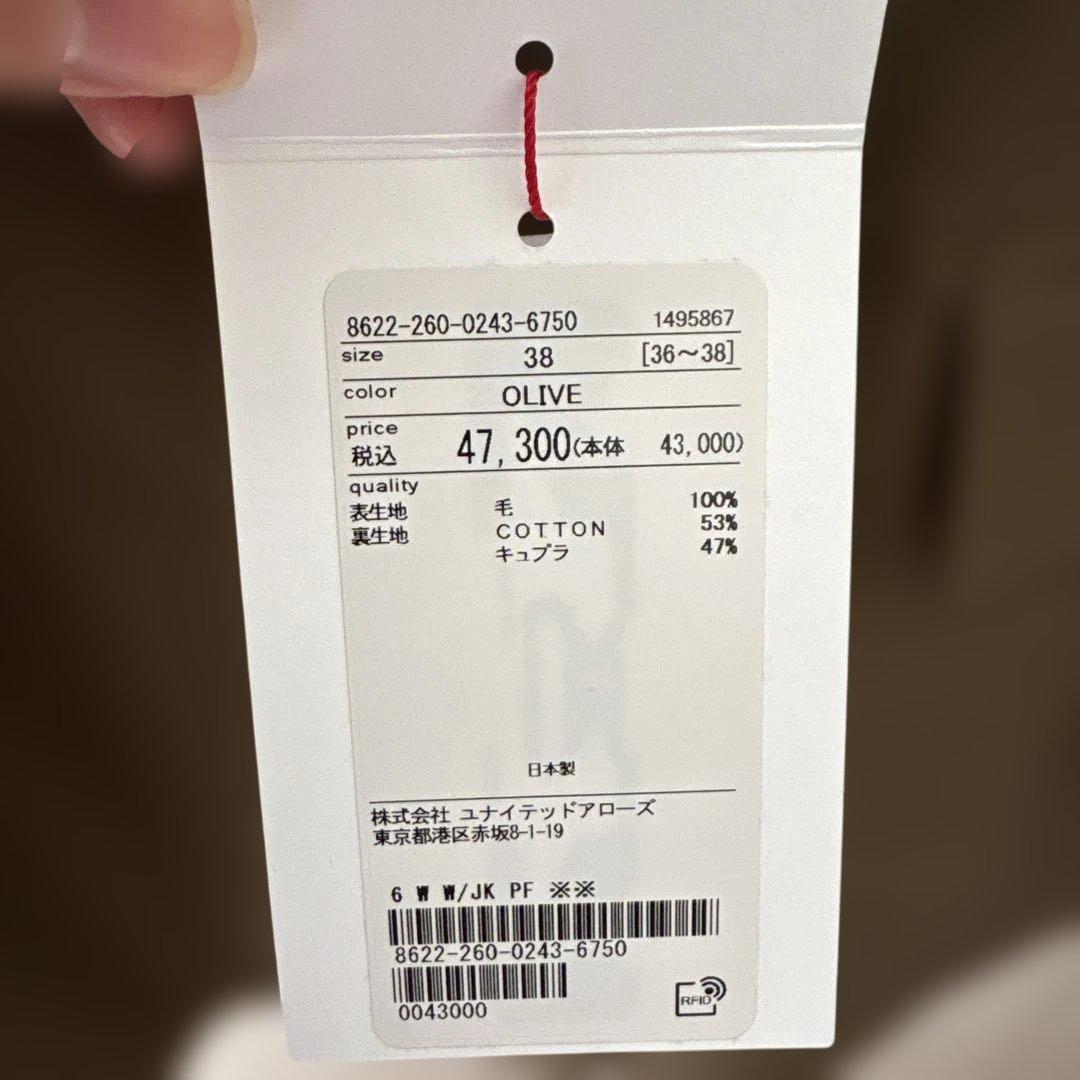 8622-260-0243-6750 1495867
size 38 [36～38]
color OLIVE
price
税込 47,300(本体 43,000)
quality
表生地 毛 100%
裏生地 COTTON 53%
キュプラ 47%
日本製
株式会社 ユナイテッドアローズ
東京都港区赤坂8-1-19
6 W W/JK PF ※※
8622-260-0243-6750
0043000
RFID